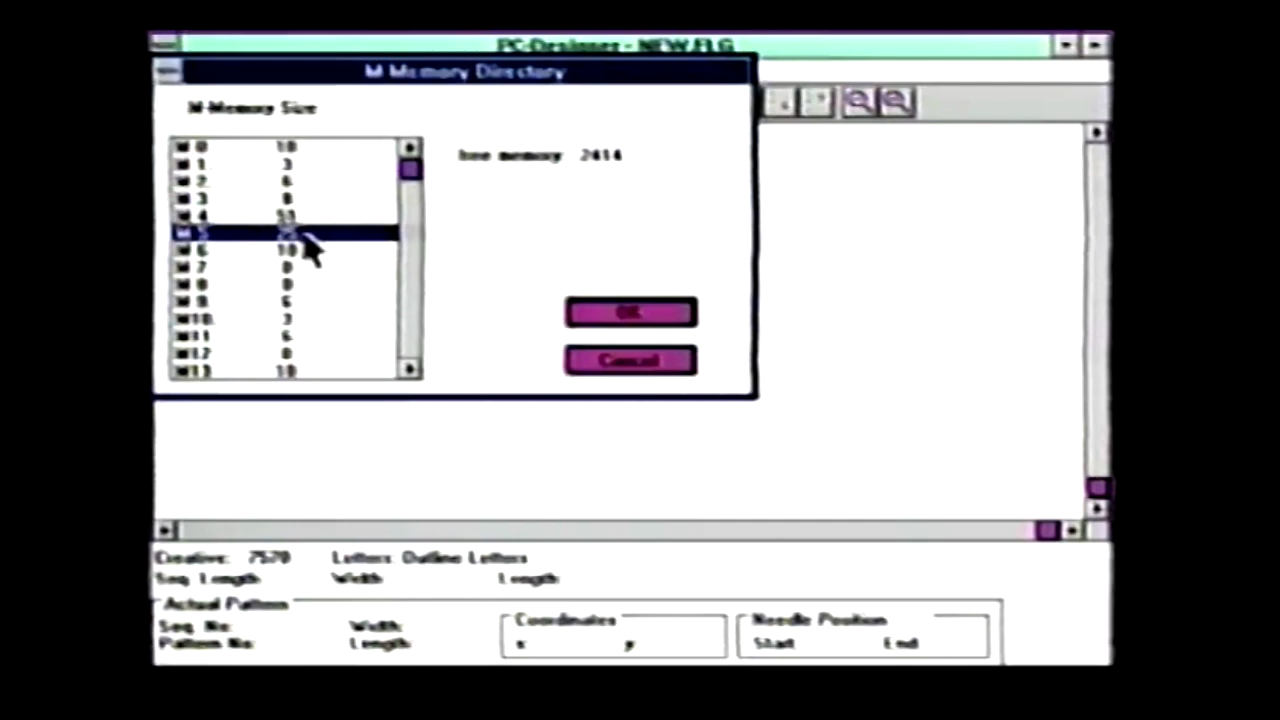 PC-Designer - NEW.FLG
M-Memory Directory
M-Memory Size
free memory 2414
M 0 10
M 1 3
M 2 6
M 3 8
M 4
M 5
M 6 10
M 7 0
M 8 0
M 9 6
M10 3
M11 6
M12 0
M13 10
OK
Cancel
Creative: 7570 Letters: Outline Letters
Seq. Length Width Length
Actual Pattern
Seq. No. Width
Pattern No. Length
Coordinates
x y
Needle Position
Start End